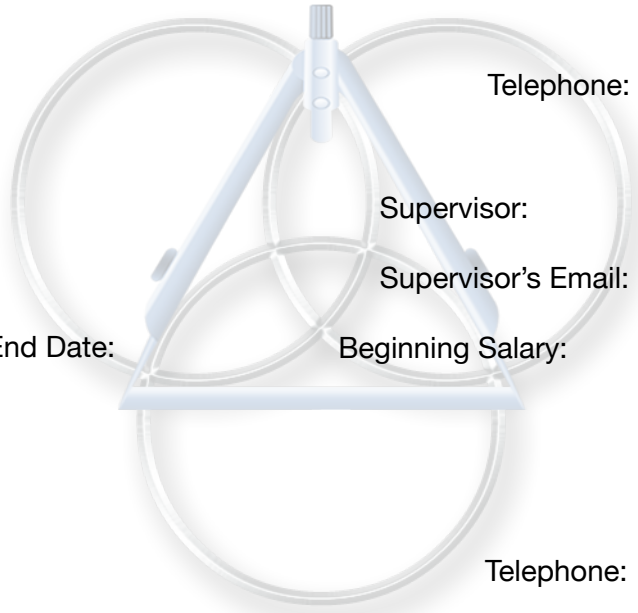 Telephone:
Supervisor:
Supervisor’s Email:
End Date: Beginning Salary:
Telephone: